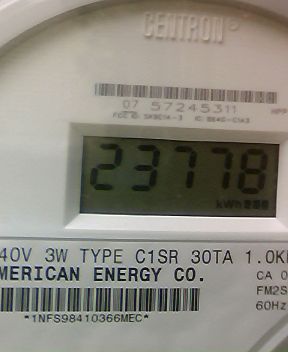 CENTRON®
07 57245311
23778
kWh
40V 3W TYPE C1SR 30TA 1.0K
MERICAN ENERGY CO.
CA 0
FM2S
60Hz
*1NFS98410366MEC*